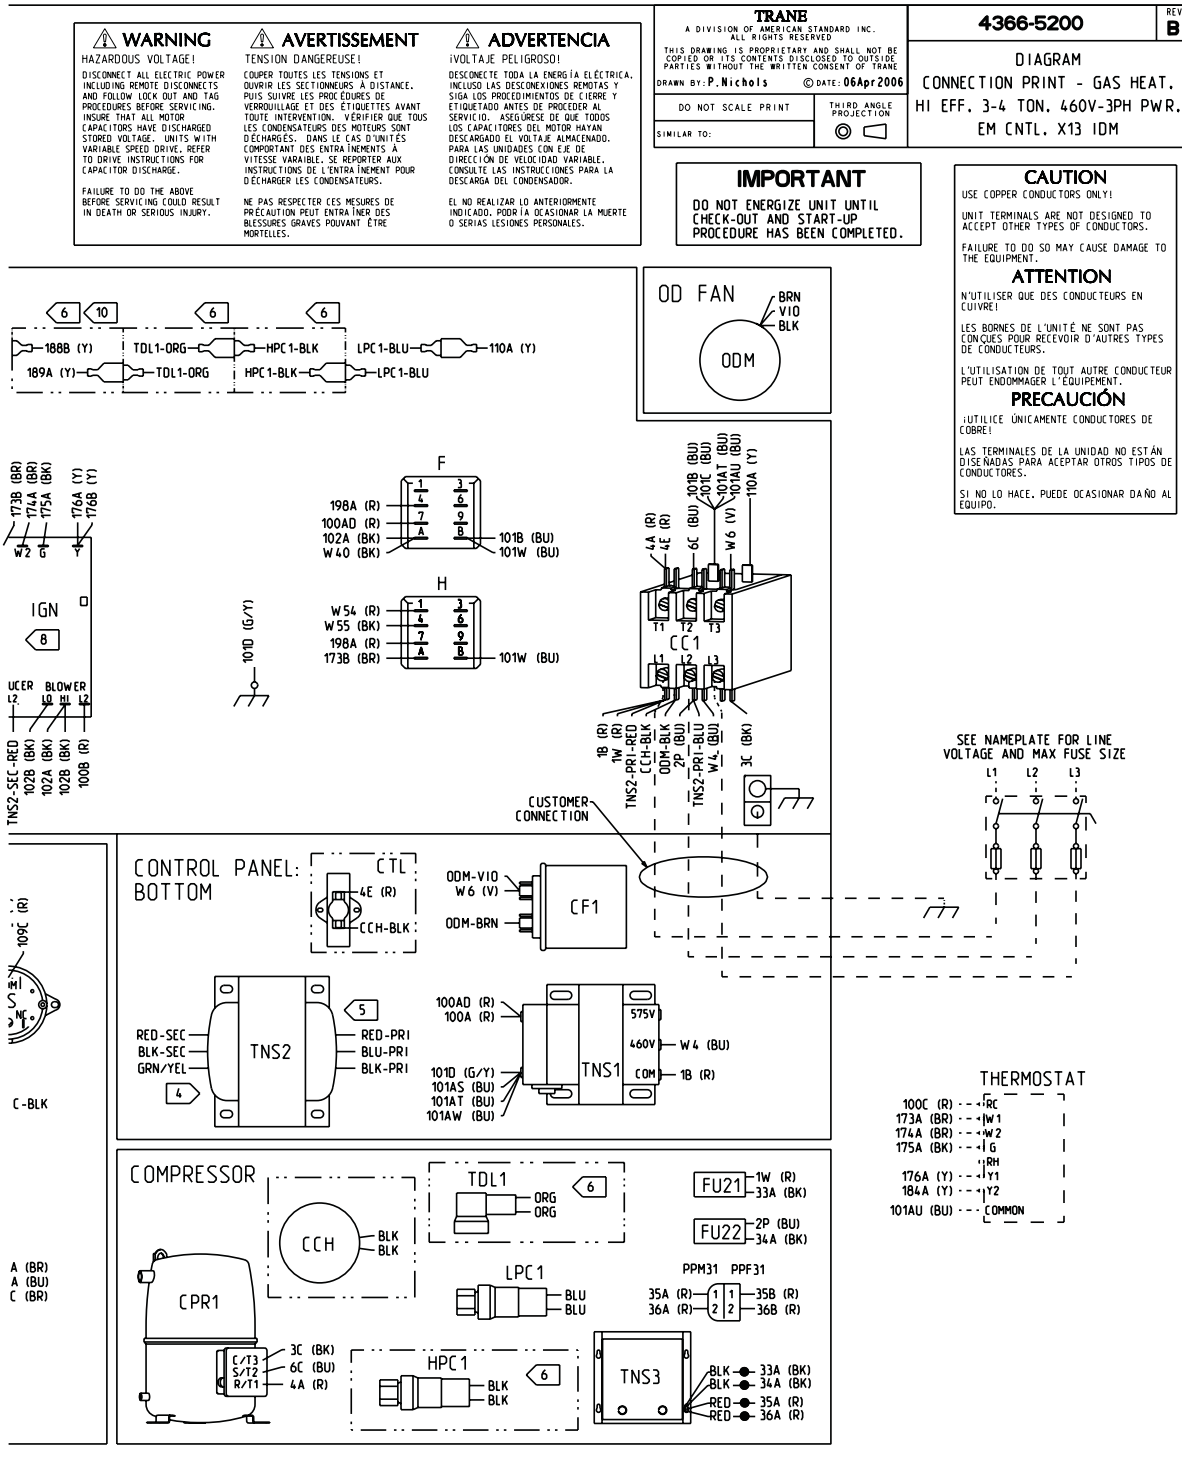 WARNING
HAZARDOUS VOLTAGE!
DISCONNECT ALL ELECTRIC POWER
INCLUDING REMOTE DISCONNECTS
AND FOLLOW LOCK OUT AND TAG
PROCEDURES BEFORE SERVICING.
INSURE THAT ALL MOTOR
CAPACITORS HAVE DISCHARGED
STORED VOLTAGE. UNITS WITH
VARIABLE SPEED DRIVE, REFER
TO DRIVE INSTRUCTIONS FOR
CAPACITOR DISCHARGE.
FAILURE TO DO THE ABOVE
BEFORE SERVICING COULD RESULT
IN DEATH OR SERIOUS INJURY.
AVERTISSEMENT
TENSION DANGEREUSE!
COUPER TOUTES LES TENSIONS ET
OUVRIR LES SECTIONNEURS À DISTANCE,
PUIS SUIVRE LES PROCÉDURES DE
VERROUILLAGE ET DES ÉTIQUETTES AVANT
TOUTE INTERVENTION. VÉRIFIER QUE TOUS
LES CONDENSATEURS DES MOTEURS SONT
DÉCHARGÉS. DANS LE CAS D'UNITÉS
COMPORTANT DES ENTRAÎNEMENTS À
VITESSE VARAIBLE, SE REPORTER AUX
INSTRUCTIONS DE L'ENTRAÎNEMENT POUR
DÉCHARGER LES CONDENSATEURS.
NE PAS RESPECTER CES MESURES DE
PRÉCAUTION PEUT ENTRAÎNER DES
BLESSURES GRAVES POUVANT ÊTRE
MORTELLES.
ADVERTENCIA
¡VOLTAJE PELIGROSO!
DESCONECTE TODA LA ENERGÍA ELÉCTRICA,
INCLUSO LAS DESCONEXIONES REMOTAS Y
SIGA LOS PROCEDIMIENTOS DE CIERRE Y
ETIQUETADO ANTES DE PROCEDER AL
SERVICIO. ASEGÚRESE DE QUE TODOS
LOS CAPACITORES DEL MOTOR HAYAN
DESCARGADO EL VOLTAJE ALMACENADO.
PARA LAS UNIDADES CON EJE DE
DIRECCIÓN DE VELOCIDAD VARIABLE,
CONSULTE LAS INSTRUCCIONES PARA LA
DESCARGA DEL CONDENSADOR.
EL NO REALIZAR LO ANTERIORMENTE
INDICADO, PODRÍA OCASIONAR LA MUERTE
O SERIAS LESIONES PERSONALES.
TRANE
A DIVISION OF AMERICAN STANDARD INC.
ALL RIGHTS RESERVED
THIS DRAWING IS PROPRIETARY AND SHALL NOT BE
COPIED OR ITS CONTENTS DISCLOSED TO OUTSIDE
PARTIES WITHOUT THE WRITTEN CONSENT OF TRANE
DRAWN BY: P.Nichols © DATE: 06Apr2006
DO NOT SCALE PRINT
THIRD ANGLE
PROJECTION
SIMILAR TO:
4366-5200
REV
B
DIAGRAM
CONNECTION PRINT - GAS HEAT,
HI EFF, 3-4 TON, 460V-3PH PWR,
EM CNTL, X13 IDM
IMPORTANT
DO NOT ENERGIZE UNIT UNTIL
CHECK-OUT AND START-UP
PROCEDURE HAS BEEN COMPLETED.
CAUTION
USE COPPER CONDUCTORS ONLY!
UNIT TERMINALS ARE NOT DESIGNED TO
ACCEPT OTHER TYPES OF CONDUCTORS.
FAILURE TO DO SO MAY CAUSE DAMAGE TO
THE EQUIPMENT.
ATTENTION
N'UTILISER QUE DES CONDUCTEURS EN
CUIVRE!
LES BORNES DE L'UNITÉ NE SONT PAS
CONÇUES POUR RECEVOIR D'AUTRES TYPES
DE CONDUCTEURS.
L'UTILISATION DE TOUT AUTRE CONDUCTEUR
PEUT ENDOMMAGER L'ÉQUIPEMENT.
PRECAUCIÓN
¡UTILICE ÚNICAMENTE CONDUCTORES DE
COBRE!
LAS TERMINALES DE LA UNIDAD NO ESTÁN
DISEÑADAS PARA ACEPTAR OTROS TIPOS DE
CONDUCTORES.
SI NO LO HACE, PUEDE OCASIONAR DAÑO AL
EQUIPO.
6 10 6 6
188B (Y) TDL1-ORG HPC1-BLK LPC1-BLU 110A (Y)
189A (Y) TDL1-ORG HPC1-BLK LPC1-BLU
OD FAN
BRN
VIO
BLK
ODM
173B (BR)
174A (BR)
175A (BK)
176A (Y)
176B (Y)
W2 G Y
IGN
8
UCER BLOWER
L2 LO HI L2
TNS2-SEC-RED
102B (BK)
102A (BK)
102B (BK)
100B (R)
101D (G/Y)
F
1 3
4 6
7 9
A B
198A (R)
100AD (R)
102A (BK)
W40 (BK)
101B (BU)
101W (BU)
H
1 3
4 6
7 9
A B
W54 (R)
W55 (BK)
198A (R)
173B (BR)
101W (BU)
4A (R)
4E (R)
6C (BU)
101B (BU)
101C (BU)
101AT (BU)
101AU (BU)
W6 (V)
110A (Y)
T1 T2 T3
CC1
L1 L2 L3
1B (R)
1W (R)
TNS2-PRI-RED
CCH-BLK
ODM-BLK
2P (BU)
TNS2-PRI-BLU
W4 (BU)
3C (BK)
CUSTOMER
CONNECTION
SEE NAMEPLATE FOR LINE
VOLTAGE AND MAX FUSE SIZE
L1 L2 L3
109C (R)
NC
C-BLK
A (BR)
A (BU)
C (BR)
CONTROL PANEL:
BOTTOM
CTL
4E (R)
CCH-BLK
ODM-VIO
W6 (V)
ODM-BRN
CF1
5
RED-SEC
BLK-SEC
GRN/YEL
TNS2
RED-PRI
BLU-PRI
BLK-PRI
4
100AD (R)
100A (R)
101D (G/Y)
101AS (BU)
101AT (BU)
101AW (BU)
TNS1
575V
460V
COM
W4 (BU)
1B (R)
THERMOSTAT
100C (R) RC
173A (BR) W1
174A (BR) W2
175A (BK) G
RH
176A (Y) Y1
184A (Y) Y2
101AU (BU) COMMON
COMPRESSOR
CCH
BLK
BLK
TDL1
6
ORG
ORG
FU21
1W (R)
33A (BK)
FU22
2P (BU)
34A (BK)
LPC1
BLU
BLU
PPM31 PPF31
35A (R) 1 1 35B (R)
36A (R) 2 2 36B (R)
CPR1
C/T3 3C (BK)
S/T2 6C (BU)
R/T1 4A (R)
HPC1
6
BLK
BLK
TNS3
BLK 33A (BK)
BLK 34A (BK)
RED 35A (R)
RED 36A (R)